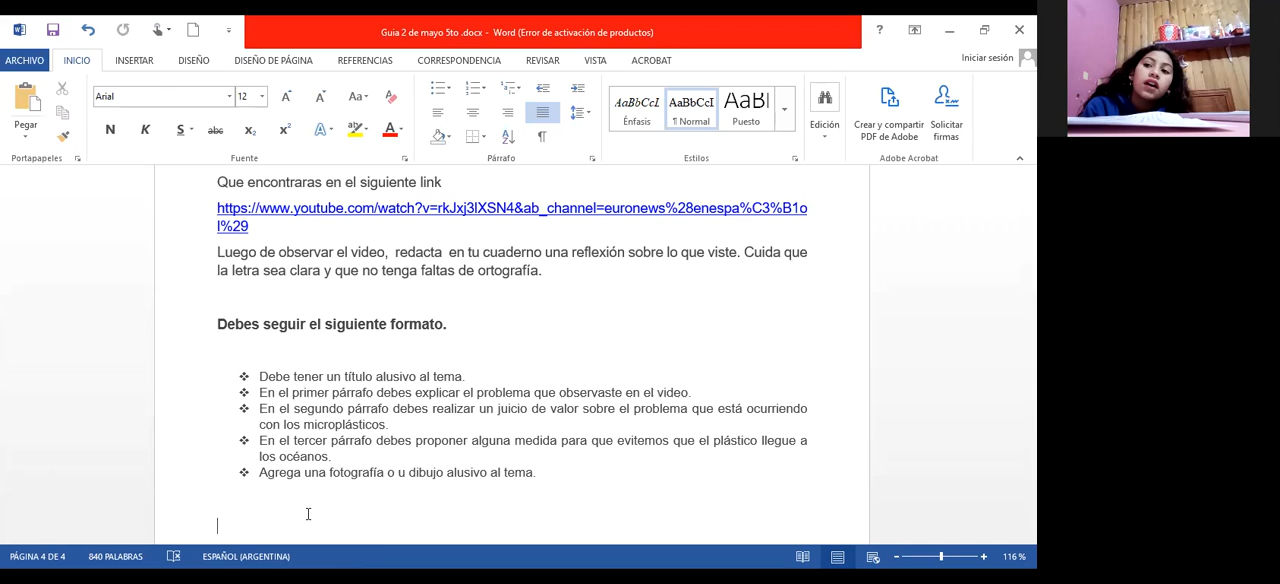 Guia 2 de mayo 5to .docx - Word (Error de activación de productos)
?
ARCHIVO INICIO INSERTAR DISEÑO DISEÑO DE PÁGINA REFERENCIAS CORRESPONDENCIA REVISAR VISTA ACROBAT Iniciar sesión
Arial 12
Pegar
N K S abc x₂ x² A A
Aa
AaBbCcI AaBbCcI AaBl
Énfasis ¶ Normal Puesto
Edición
Crear y compartir Solicitar
PDF de Adobe firmas
Portapapeles Fuente Párrafo Estilos Adobe Acrobat
Que encontraras en el siguiente link
https://www.youtube.com/watch?v=rkJxj3lXSN4&ab_channel=euronews%28enespa%C3%B1o
l%29
Luego de observar el video, redacta en tu cuaderno una reflexión sobre lo que viste. Cuida que
la letra sea clara y que no tenga faltas de ortografía.
Debes seguir el siguiente formato.
❖ Debe tener un título alusivo al tema.
❖ En el primer párrafo debes explicar el problema que observaste en el video.
❖ En el segundo párrafo debes realizar un juicio de valor sobre el problema que está ocurriendo
con los microplásticos.
❖ En el tercer párrafo debes proponer alguna medida para que evitemos que el plástico llegue a
los océanos.
❖ Agrega una fotografía o u dibujo alusivo al tema.
PÁGINA 4 DE 4 840 PALABRAS ESPAÑOL (ARGENTINA) 116 %